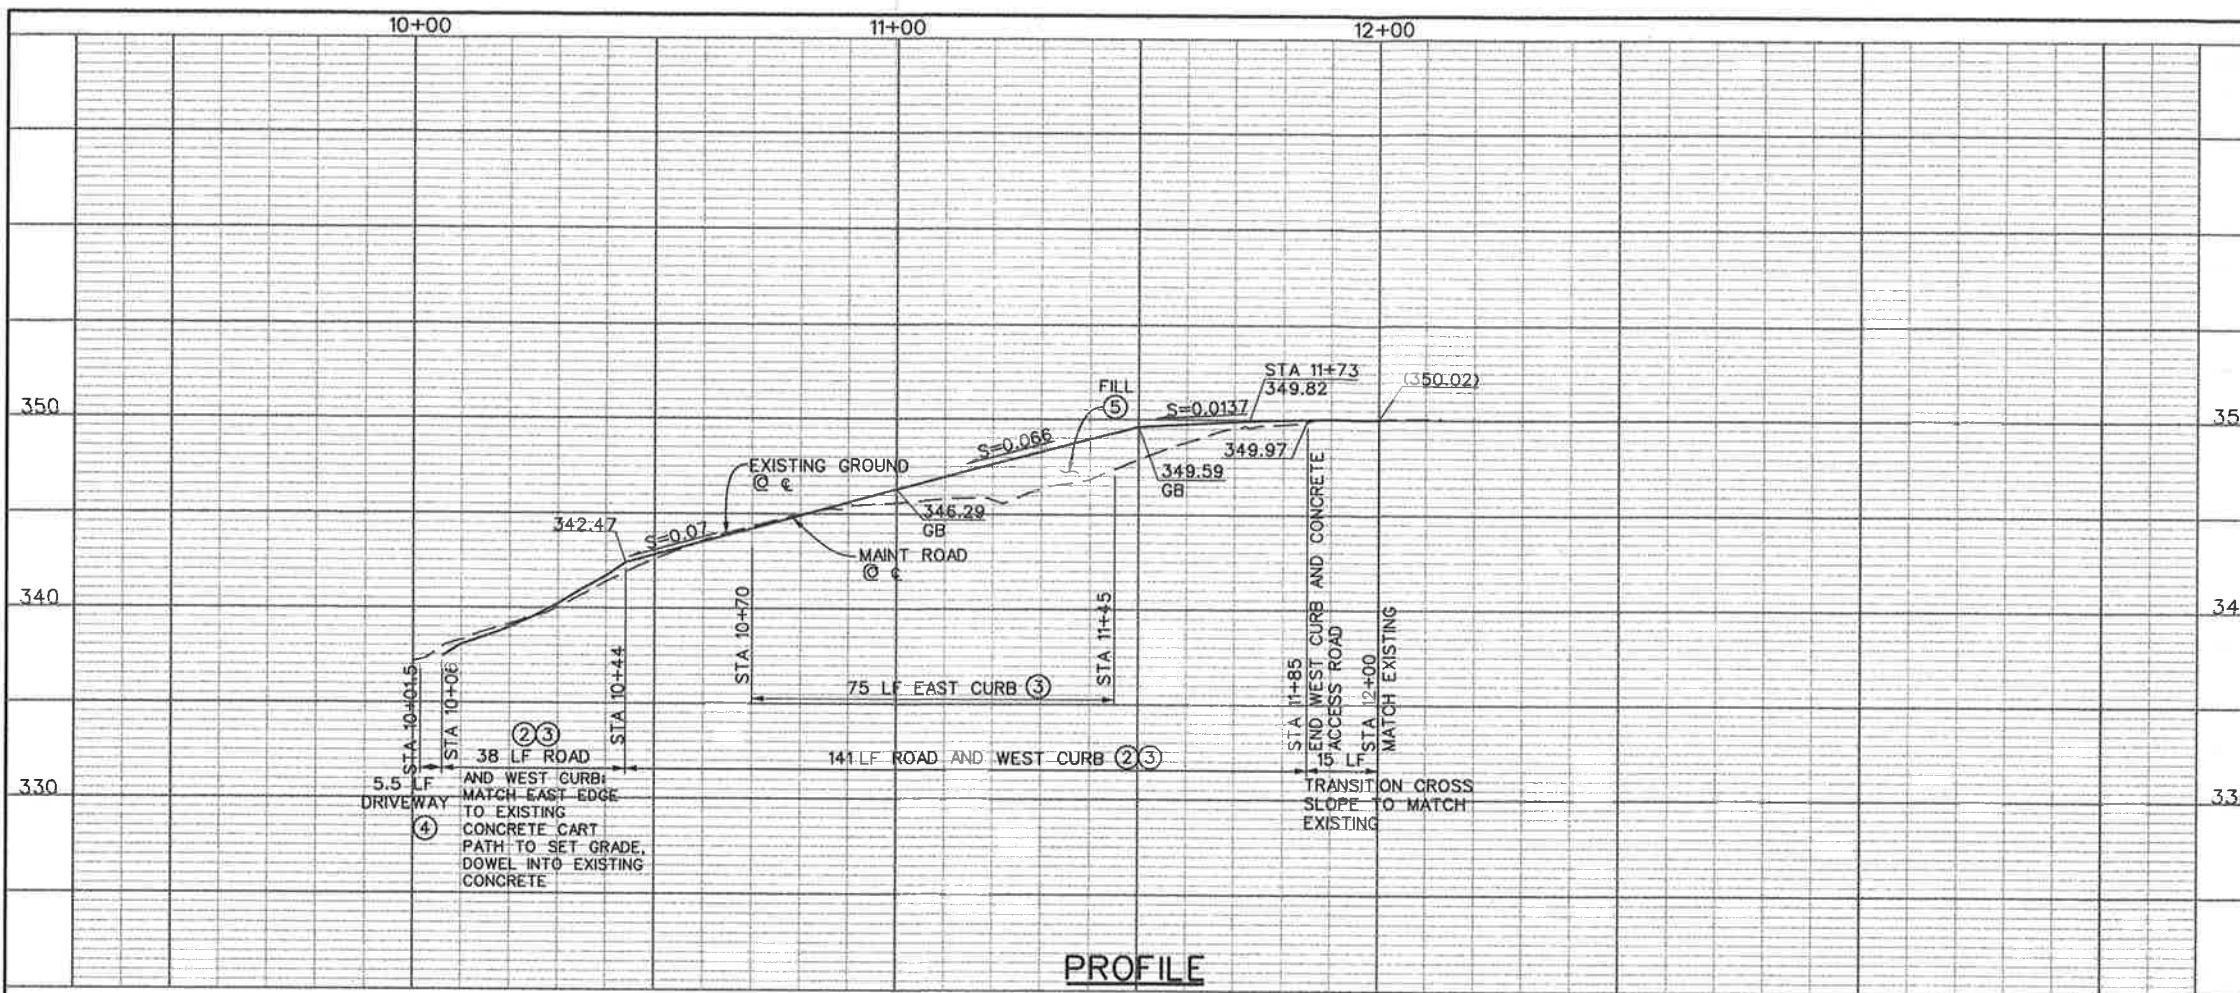 10+00 11+00 12+00
STA 11+73
349.82
(350.02)
FILL
5
350
S=0.0137
35
S=0.066
349.97
EXISTING GROUND
@ ℄
349.59
GB
342.47
S=0.07
346.29
GB
MAINT ROAD
@ ℄
340
34
STA 10+01.5
STA 10+06
STA 10+44
STA 10+70
STA 11+45
STA 11+85
END WEST CURB AND CONCRETE
ACCESS ROAD
STA 12+00
MATCH EXISTING
75 LF EAST CURB 3
2 3
38 LF ROAD
AND WEST CURB;
MATCH EAST EDGE
TO EXISTING
CONCRETE CART
PATH TO SET GRADE,
DOWEL INTO EXISTING
CONCRETE
141 LF ROAD AND WEST CURB 2 3
15 LF
TRANSITION CROSS
SLOPE TO MATCH
EXISTING
5.5 LF
DRIVEWAY
4
330
33
PROFILE